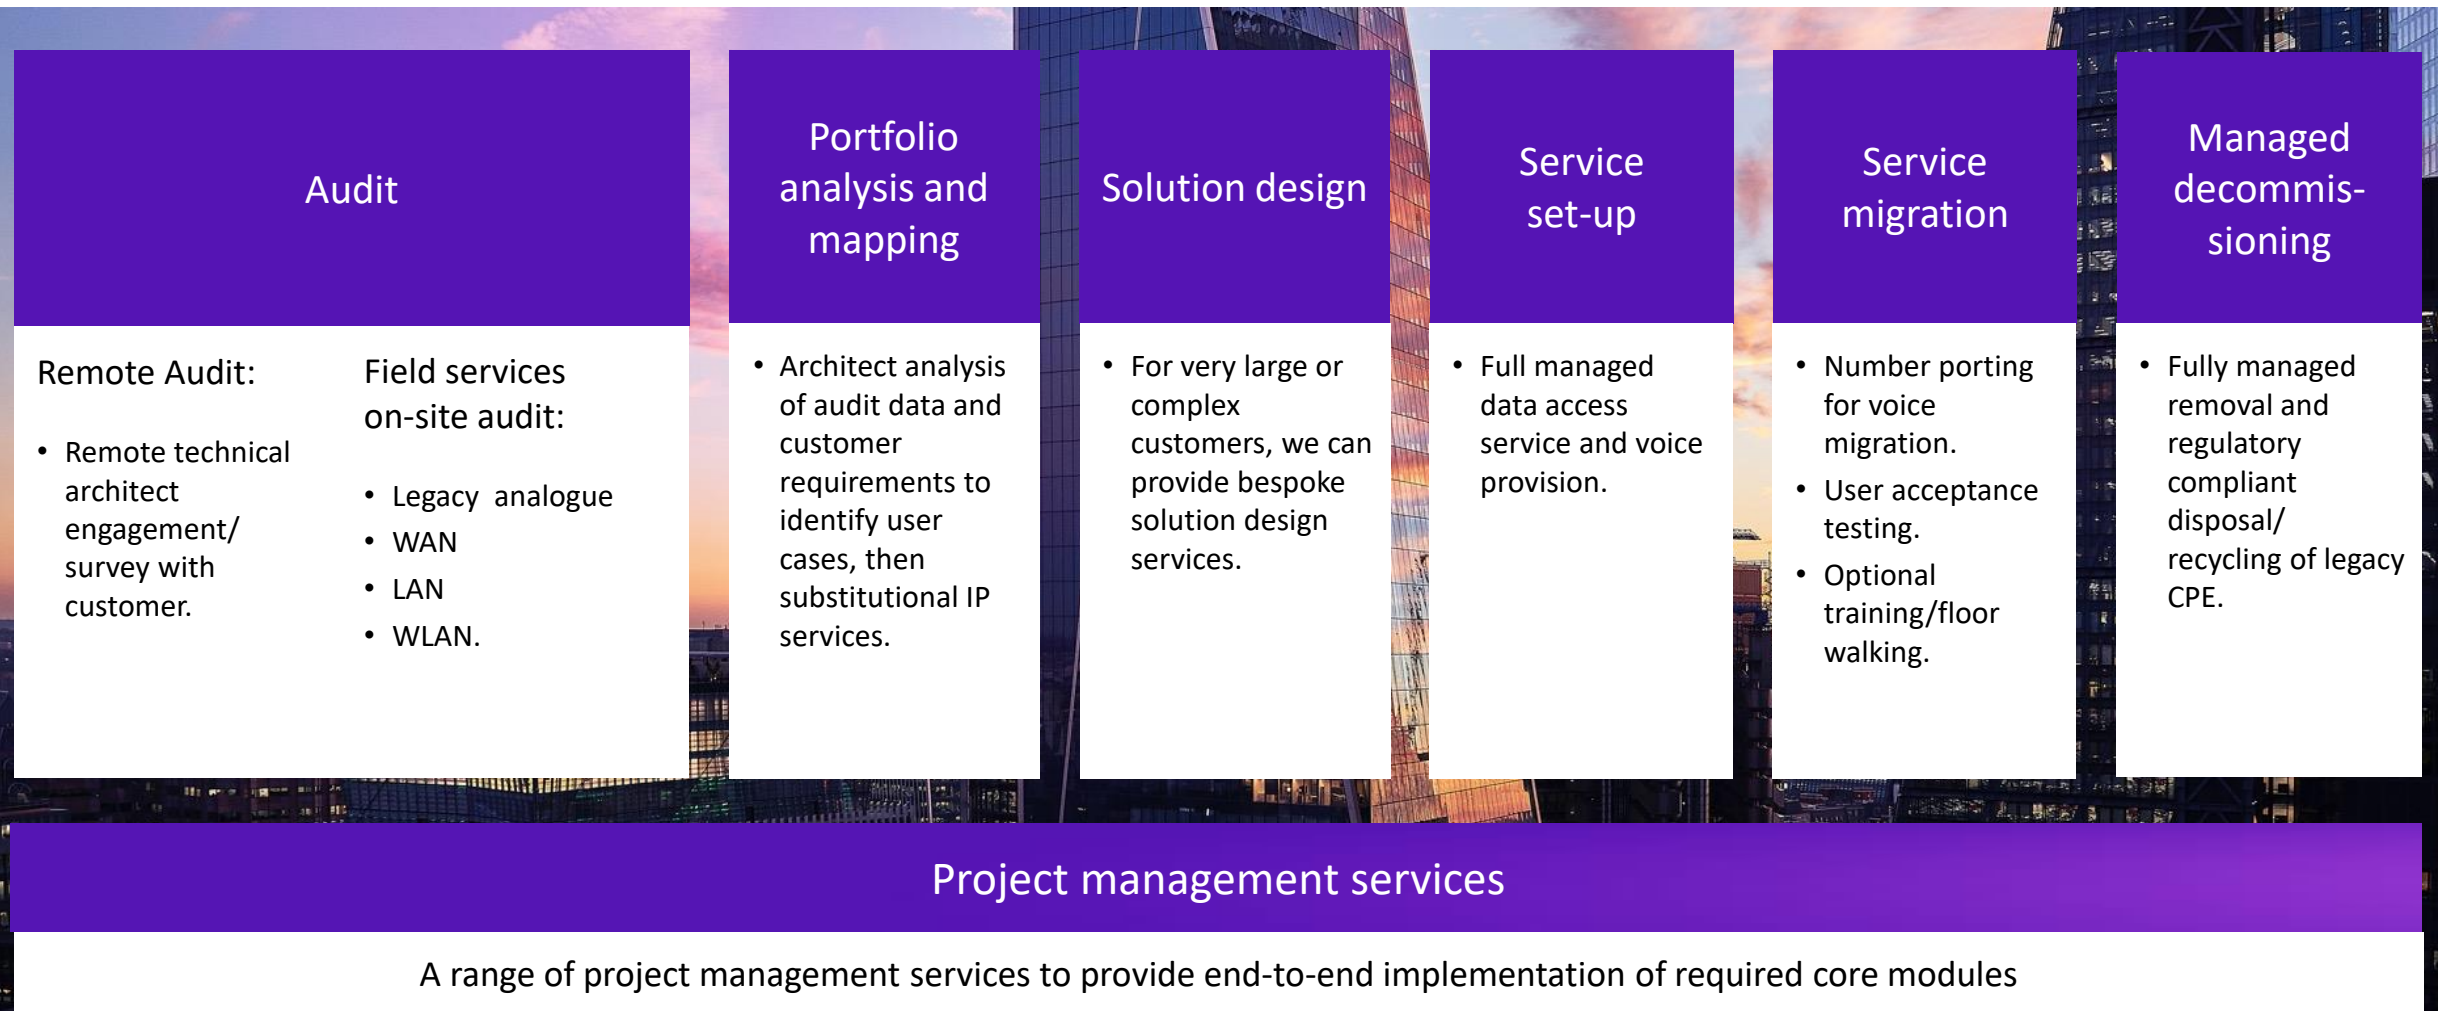 Audit
Remote Audit:
• Remote technical
architect
engagement/
survey with
customer.
Field services
on-site audit:
• Legacy  analogue
• WAN
• LAN
• WLAN.
Portfolio
analysis and
mapping
• Architect analysis
of audit data and
customer
requirements to
identify user
cases, then
substitutional IP
services.
Solution design
• For very large or
complex
customers, we can
provide bespoke
solution design
services.
Service
set-up
• Full managed
data access
service and voice
provision.
Service
migration
• Number porting
for voice
migration.
• User acceptance
testing.
• Optional
training/floor
walking.
Managed
decommis-
sioning
• Fully managed
removal and
regulatory
compliant
disposal/
recycling of legacy
CPE.
Project management services
A range of project management services to provide end-to-end implementation of required core modules